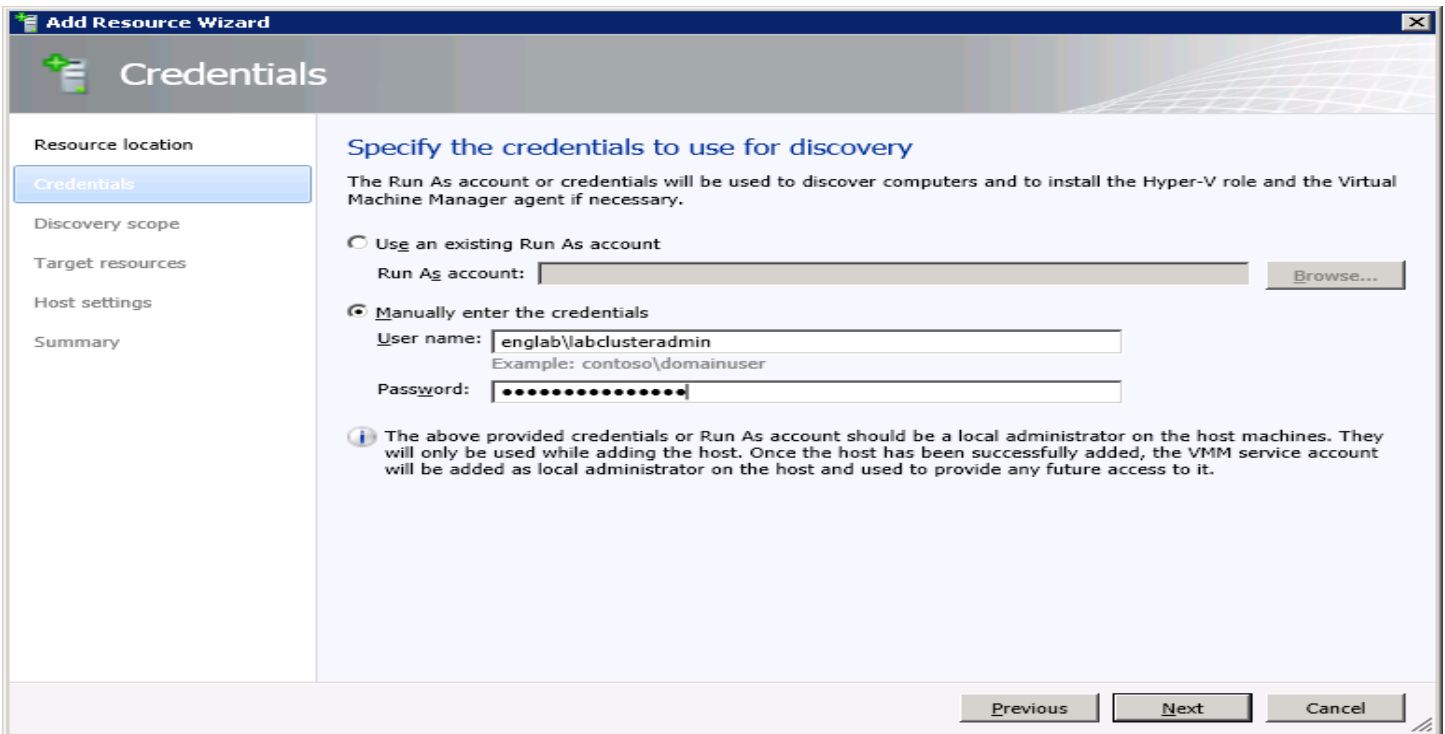 Add Resource Wizard
Credentials
Resource location
Credentials
Discovery scope
Target resources
Host settings
Summary
Specify the credentials to use for discovery
The Run As account or credentials will be used to discover computers and to install the Hyper-V role and the Virtual
Machine Manager agent if necessary.
Use an existing Run As account
Run As account:
Browse...
Manually enter the credentials
User name: englab\labclusteradmin
Example: contoso\domainuser
Password: •••••••••••••••
The above provided credentials or Run As account should be a local administrator on the host machines. They
will only be used while adding the host. Once the host has been successfully added, the VMM service account
will be added as local administrator on the host and used to provide any future access to it.
Previous Next Cancel